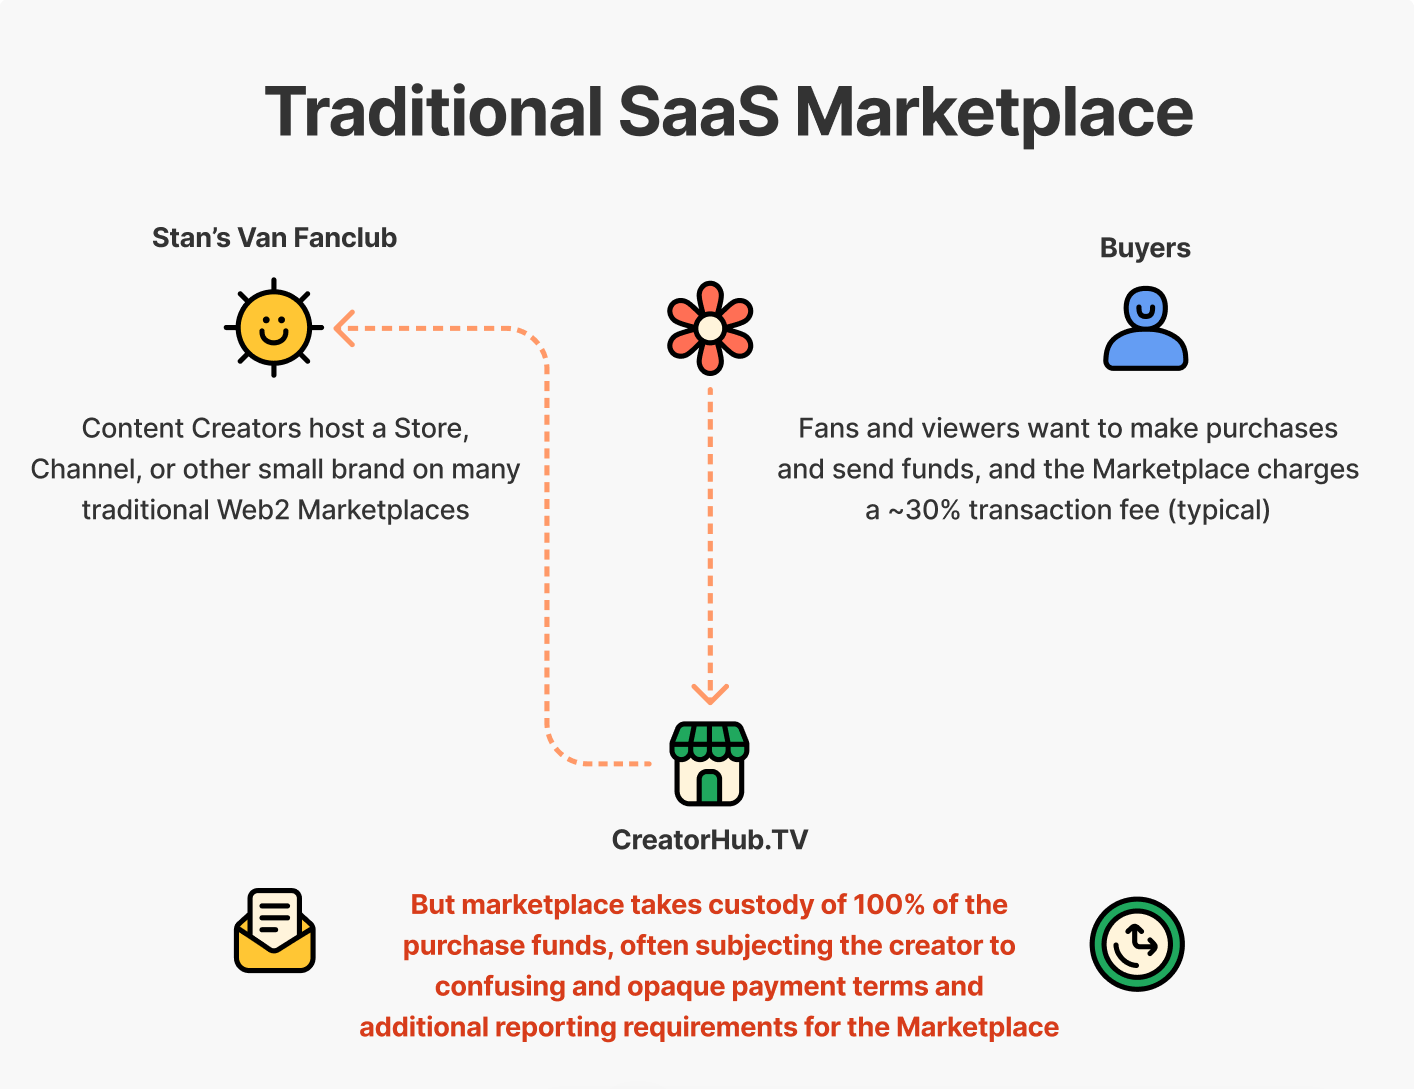 Traditional SaaS Marketplace
Stan’s Van Fanclub
Buyers
Content Creators host a Store,
Channel, or other small brand on many
traditional Web2 Marketplaces
Fans and viewers want to make purchases
and send funds, and the Marketplace charges
a ~30% transaction fee (typical)
CreatorHub.TV
But marketplace takes custody of 100% of the
purchase funds, often subjecting the creator to
confusing and opaque payment terms and
additional reporting requirements for the Marketplace